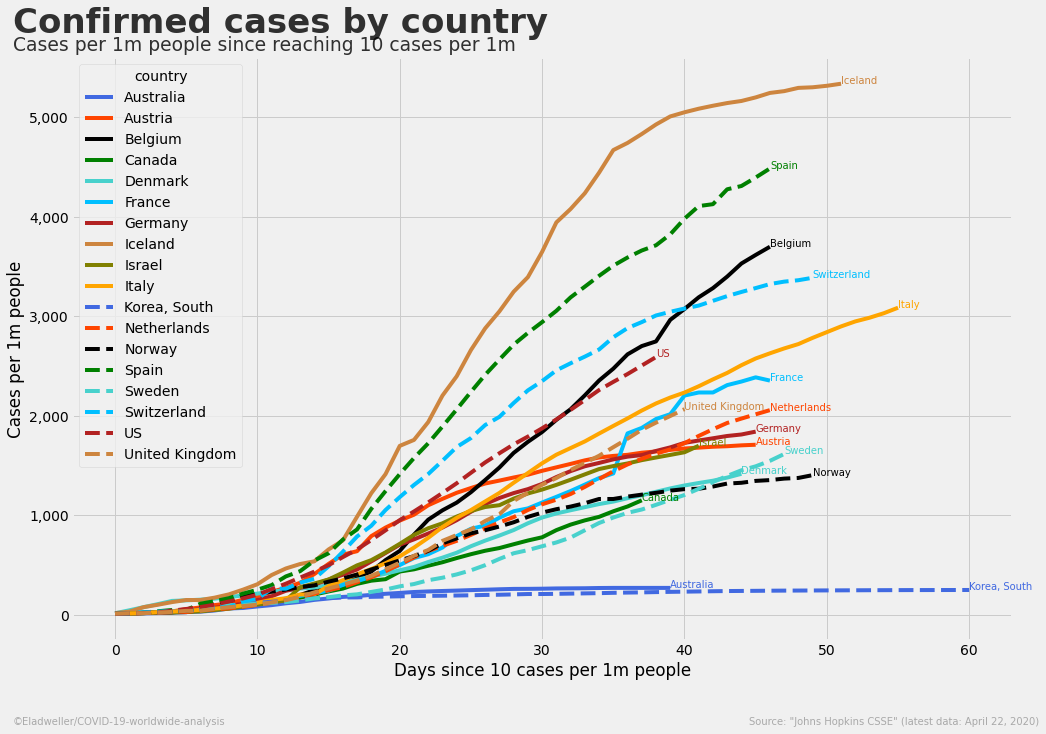 Confirmed cases by country
Cases per 1m people since reaching 10 cases per 1m
country
Australia
Austria
Belgium
Canada
Denmark
France
Germany
Iceland
Israel
Italy
Korea, South
Netherlands
Norway
Spain
Sweden
Switzerland
US
United Kingdom
Cases per 1m people
5,000
4,000
3,000
2,000
1,000
0
Iceland
Spain
Belgium
Switzerland
Italy
US
France
United Kingdom
Netherlands
Germany
Austria
Israel
Sweden
Denmark
Norway
Canada
Australia
Korea, South
0 10 20 30 40 50 60
Days since 10 cases per 1m people
©Eladweller/COVID-19-worldwide-analysis
Source: "Johns Hopkins CSSE" (latest data: April 22, 2020)